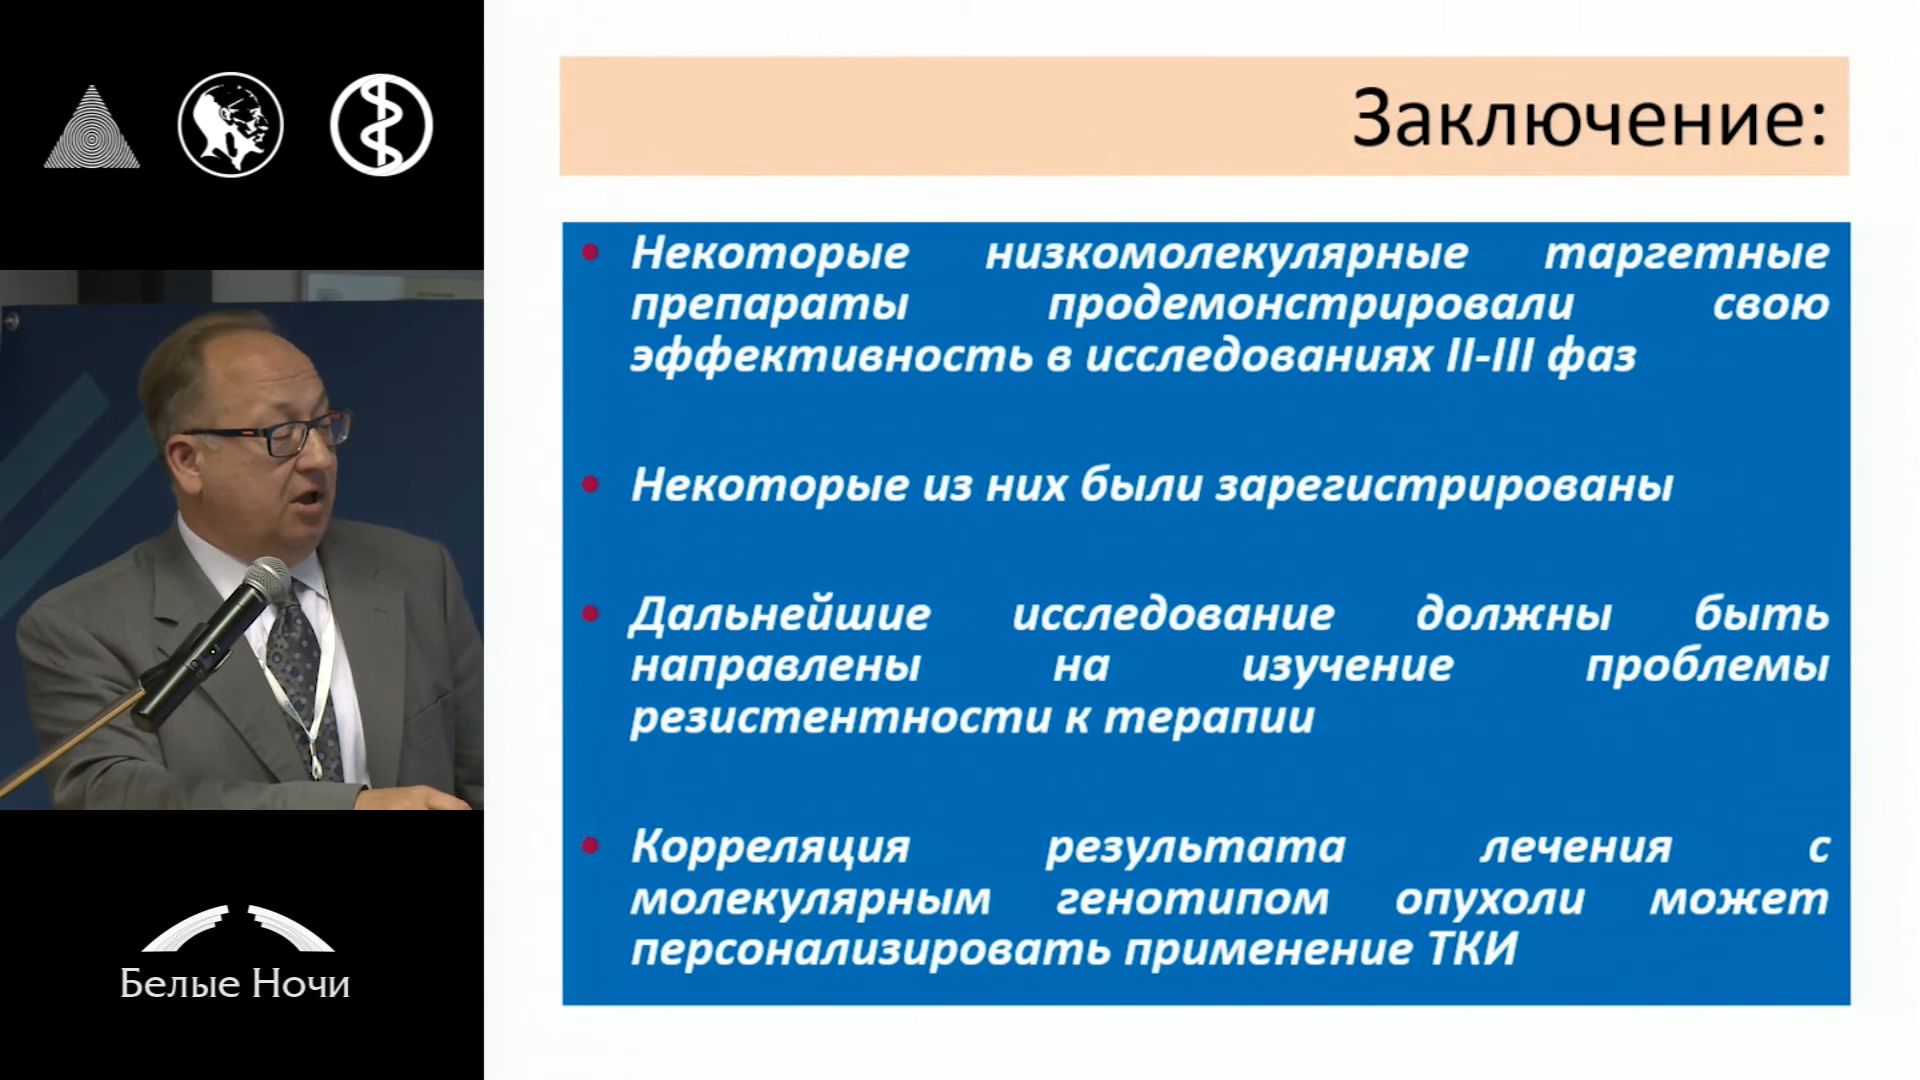 Заключение:
• Некоторые низкомолекулярные таргетные
препараты продемонстрировали свою
эффективность в исследованиях II-III фаз
• Некоторые из них были зарегистрированы
• Дальнейшие исследование должны быть
направлены на изучение проблемы
резистентности к терапии
• Корреляция результата лечения с
молекулярным генотипом опухоли может
персонализировать применение ТКИ
Белые Ночи